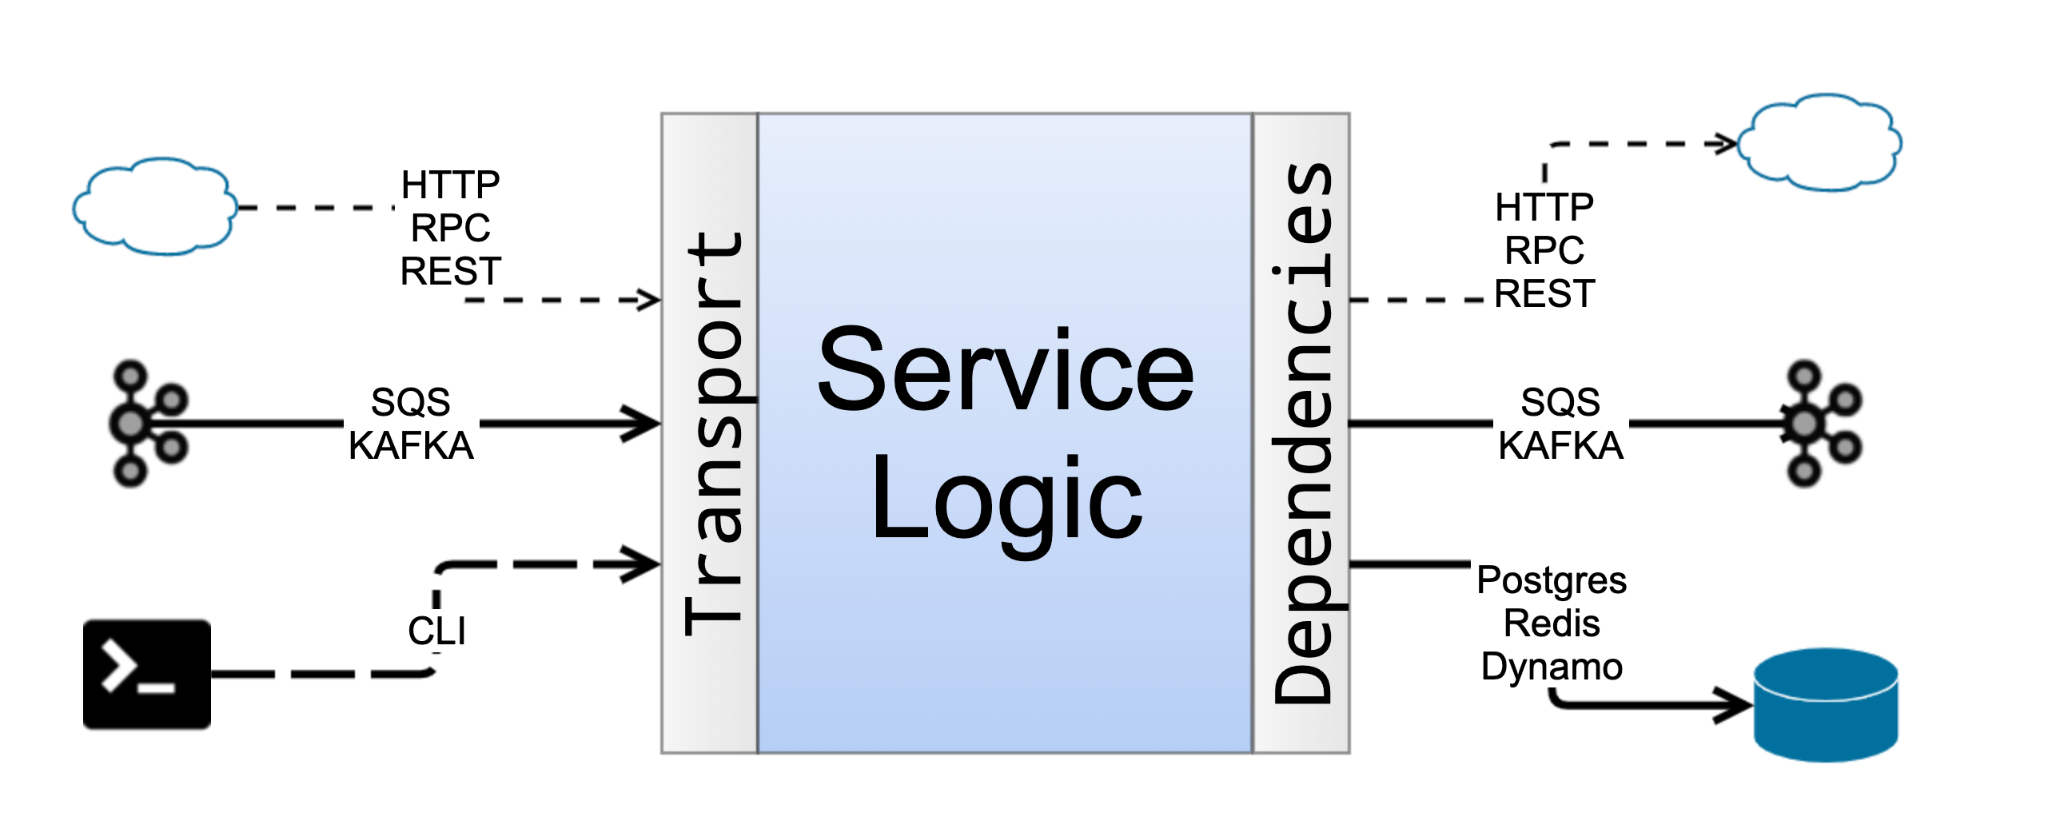 HTTP
RPC
REST
SQS
KAFKA
CLI
Transport
Service
Logic
Dependencies
HTTP
RPC
REST
SQS
KAFKA
Postgres
Redis
Dynamo